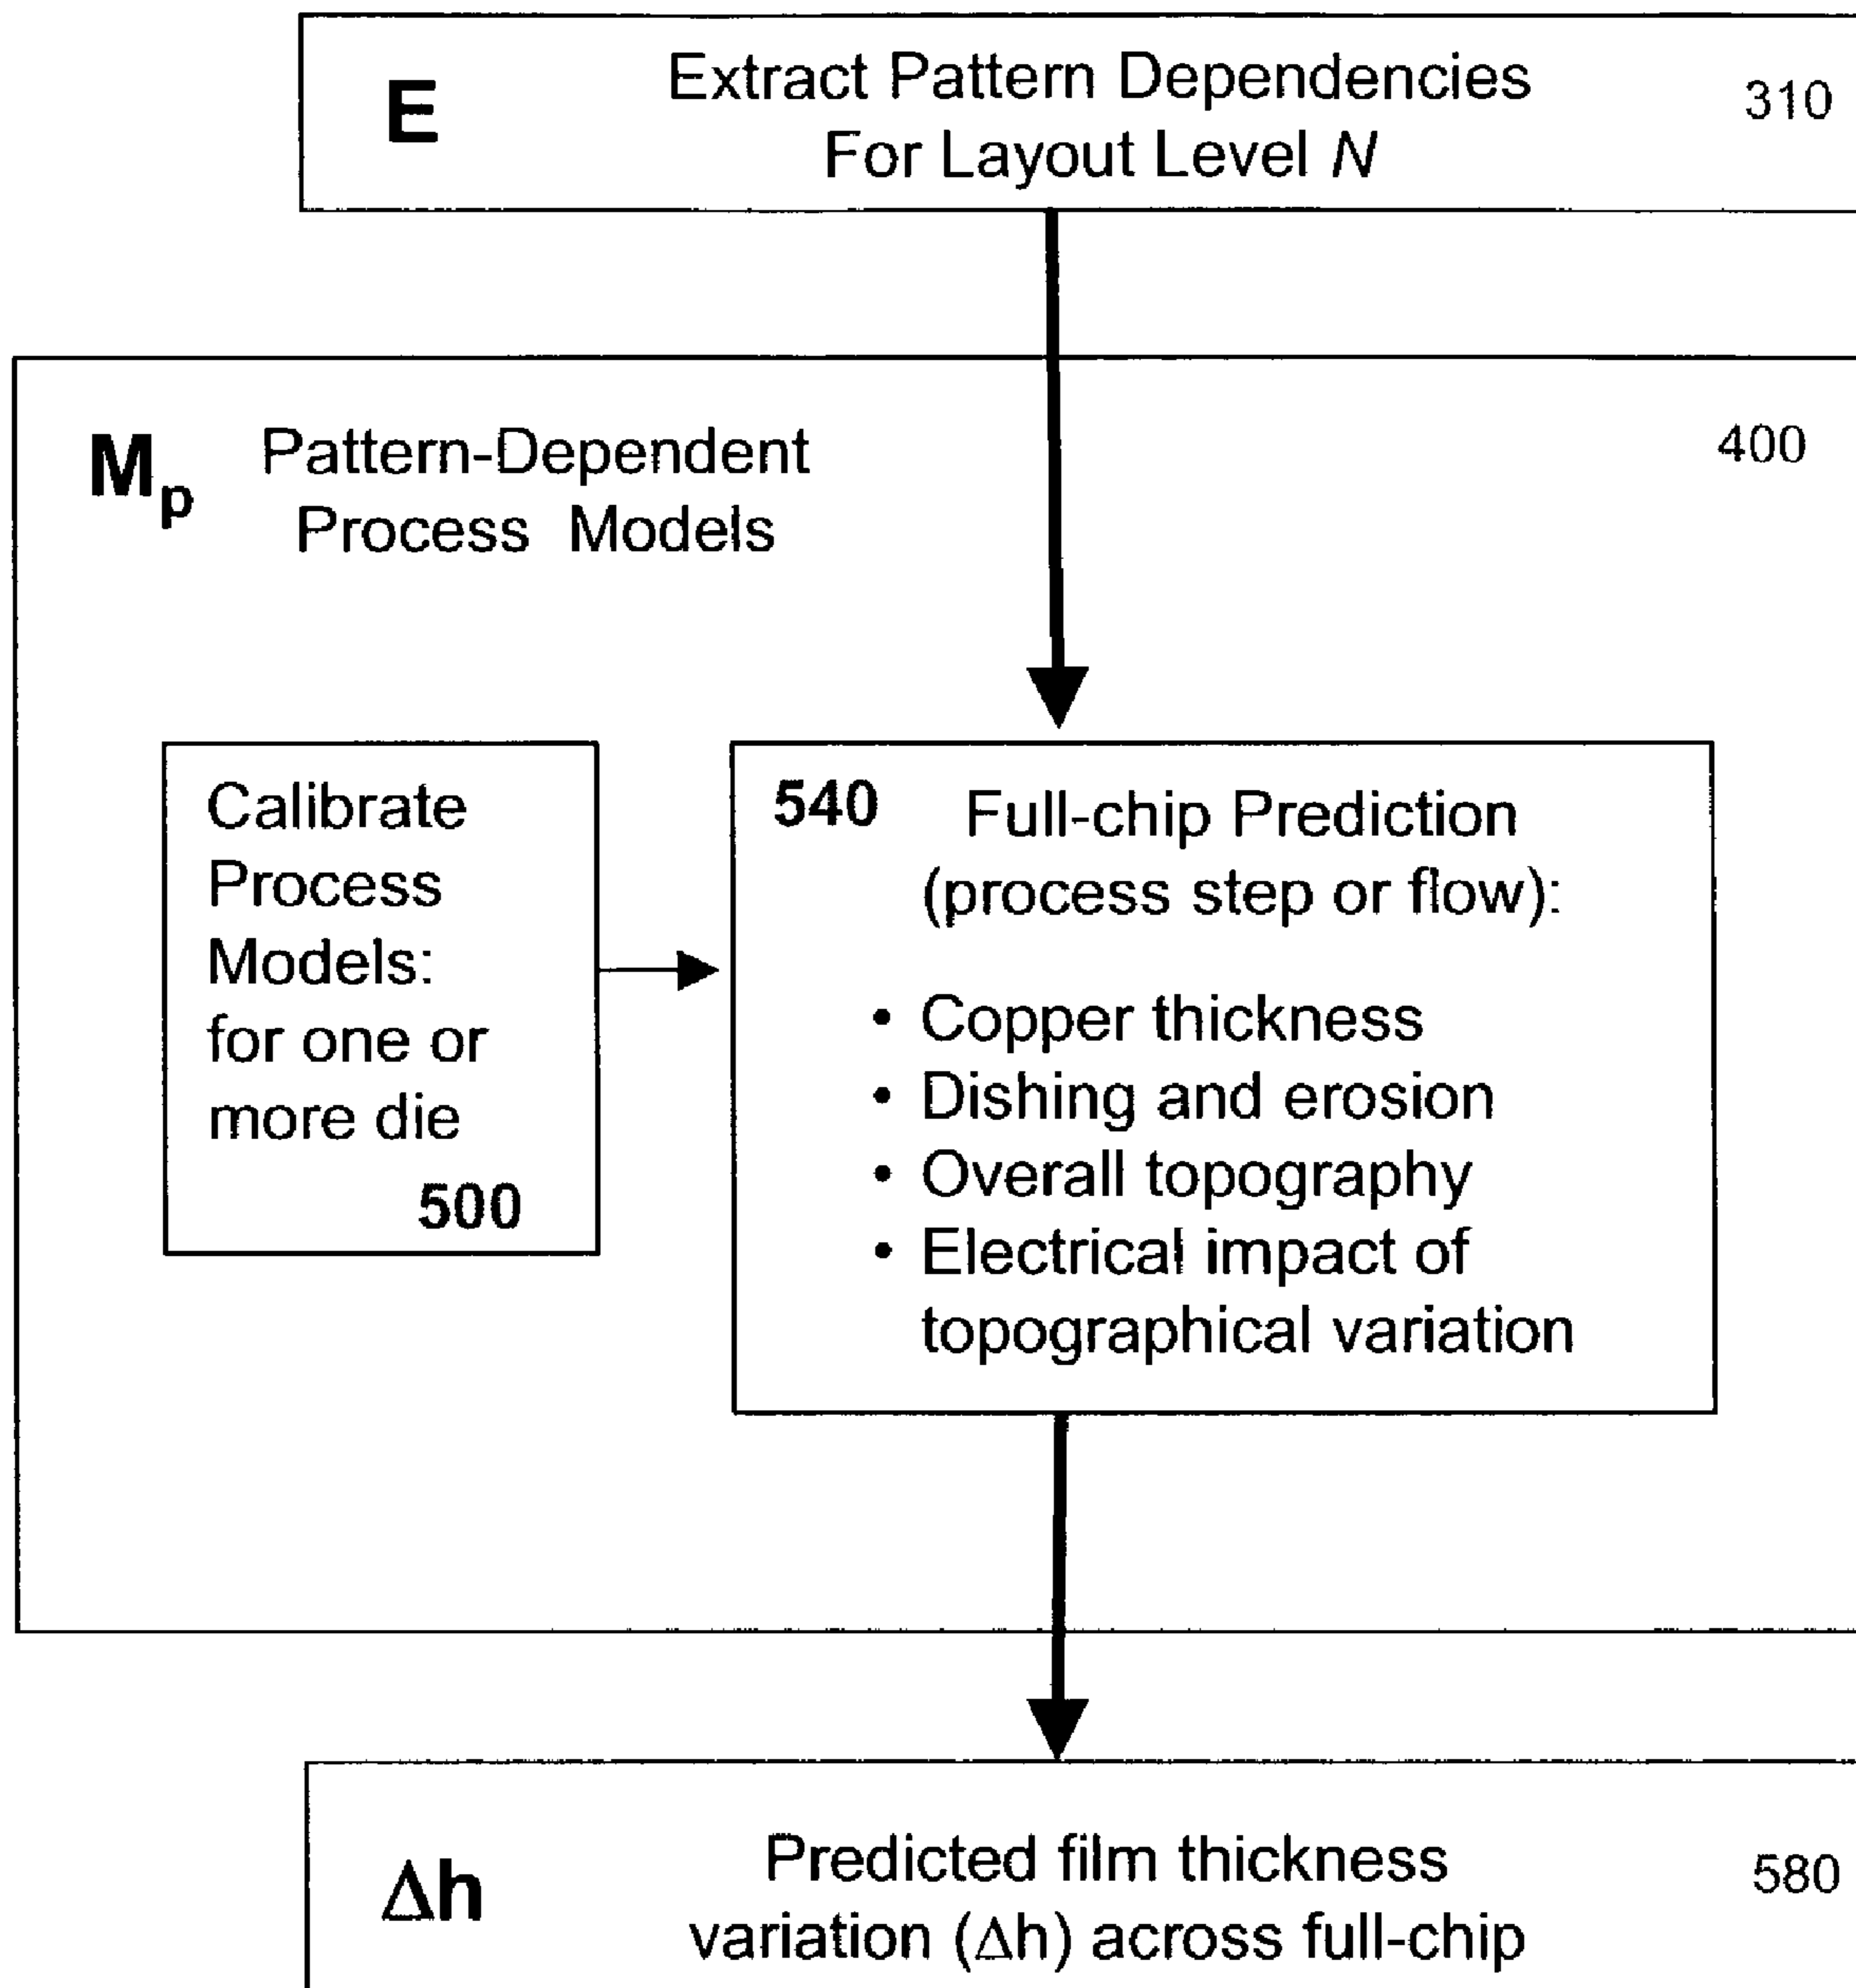 E
Extract Pattern Dependencies
For Layout Level N
310
Mp
Pattern-Dependent
Process Models
400
Calibrate
Process
Models:
for one or
more die
500
540
Full-chip Prediction
(process step or flow):
• Copper thickness
• Dishing and erosion
• Overall topography
• Electrical impact of
topographical variation
Δh
Predicted film thickness
variation (Δh) across full-chip
580